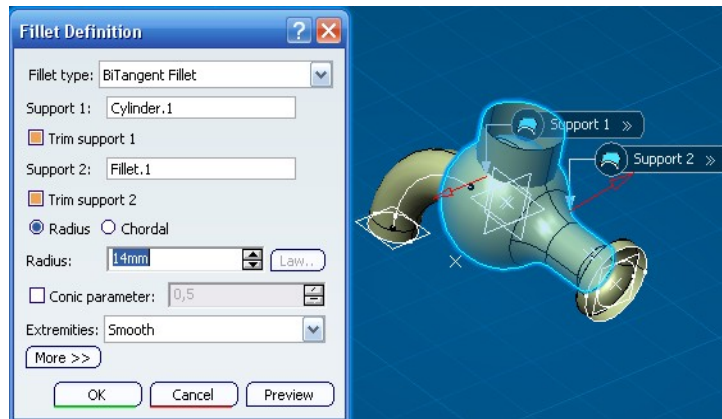 Fillet Definition
Fillet type: BiTangent Fillet
Support 1: Cylinder.1
Trim support 1
Support 2: Fillet.1
Trim support 2
Radius Chordal
Radius: 14mm Law..
Conic parameter: 0,5
Extremities: Smooth
More >>
OK Cancel Preview
Support 1 »
Support 2 »